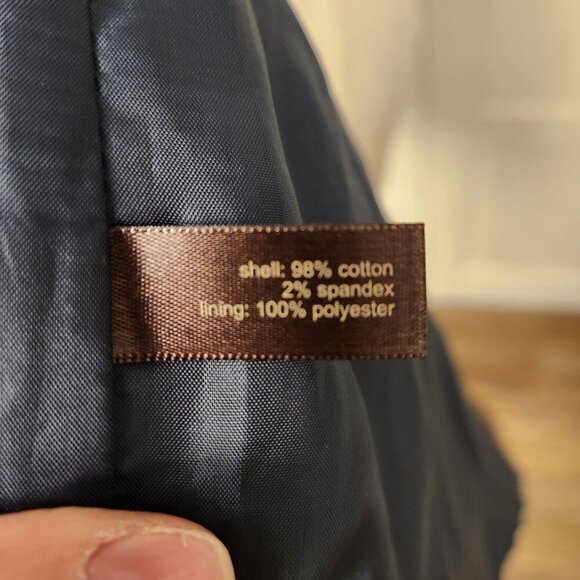 shell: 98% cotton
2% spandex
lining: 100% polyester